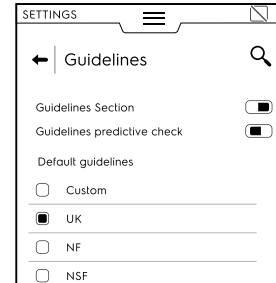 SETTINGS
Guidelines
Guidelines Section
Guidelines predictive check
Default guidelines
Custom
UK
NF
NSF